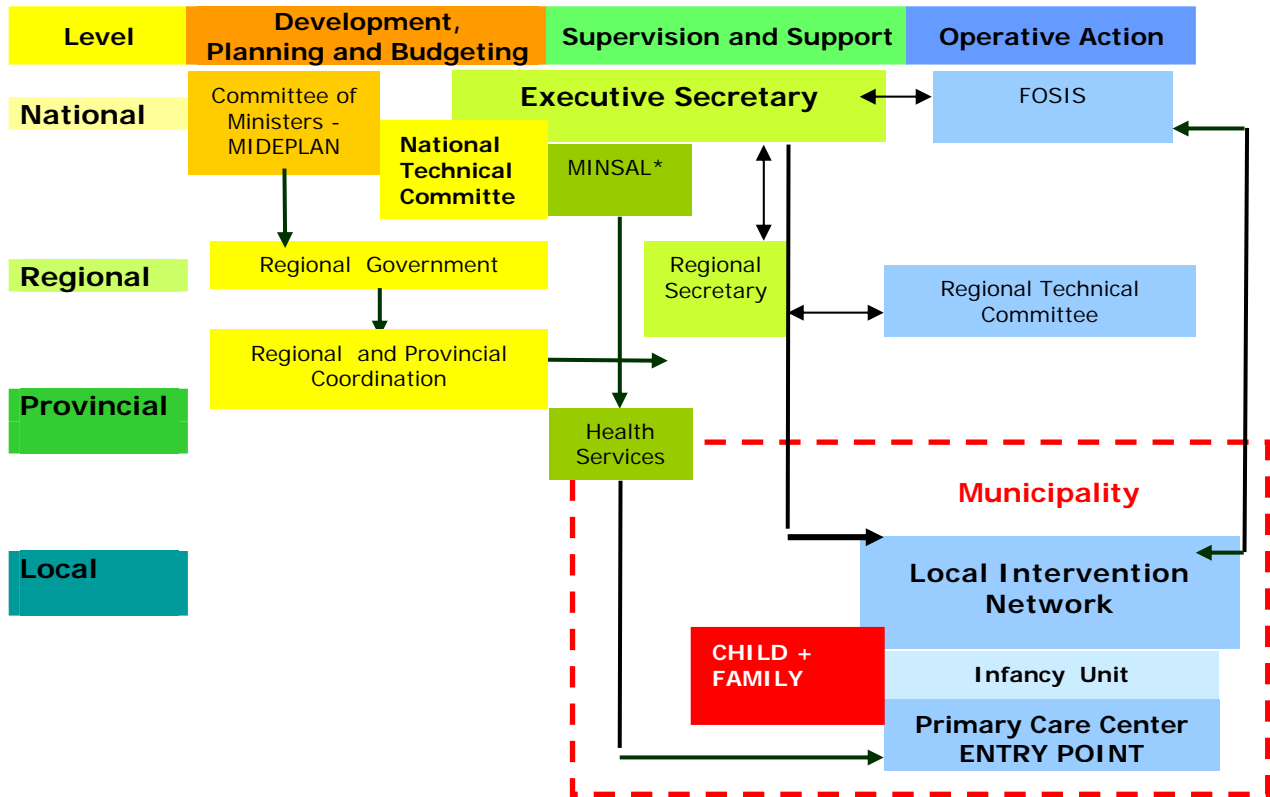 Level
Development,
Planning and Budgeting
Supervision and Support
Operative Action
National
Committee of
Ministers -
MIDEPLAN
National
Technical
Committe
Executive Secretary
MINSAL*
FOSIS
Regional
Regional Government
Regional
Secretary
Regional Technical
Committee
Regional and Provincial
Coordination
Provincial
Health
Services
Municipality
Local
Local Intervention
Network
CHILD +
FAMILY
Infancy Unit
Primary Care Center
ENTRY POINT